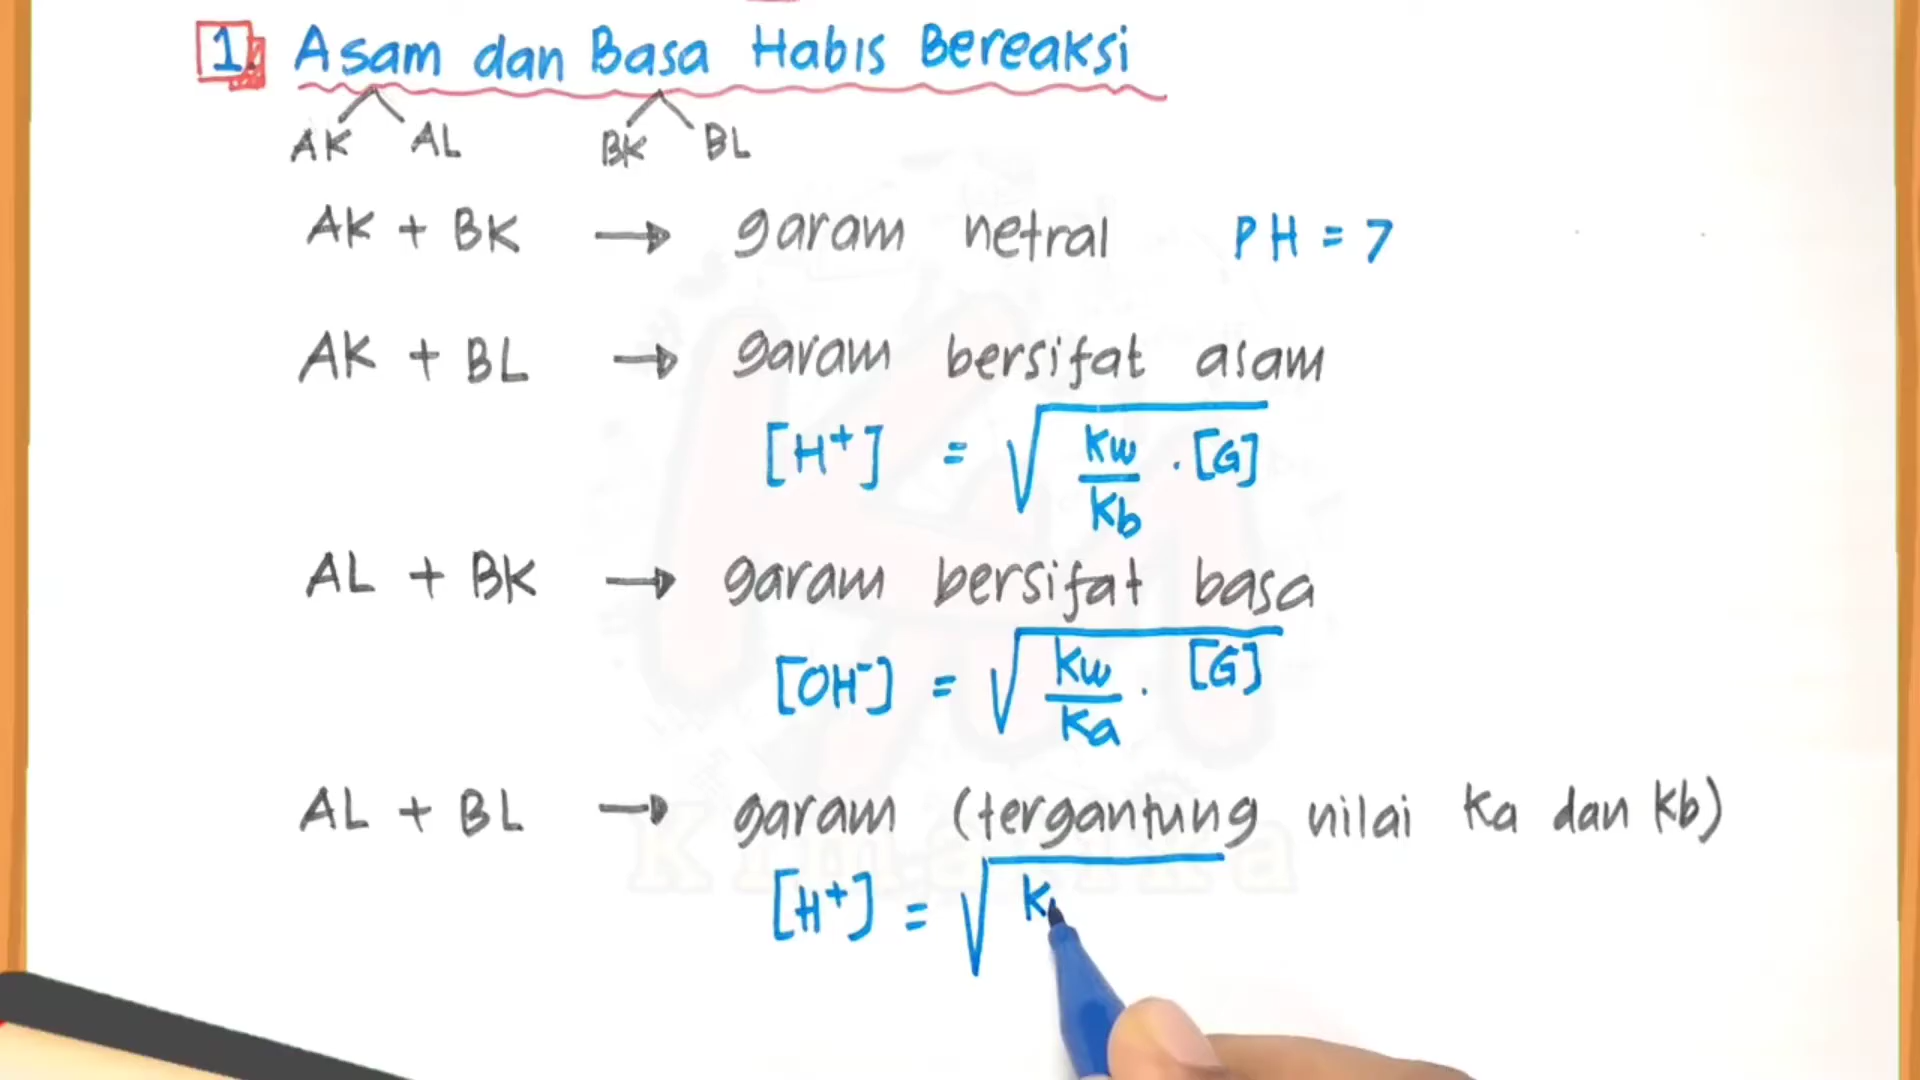 1. Asam dan Basa Habis Bereaksi
AK AL BK BL
AK + BK → garam netral PH = 7
AK + BL → garam bersifat asam
[H⁺] = √ Kw/Kb . [G]
AL + BK → garam bersifat basa
[OH⁻] = √ Kw/Ka . [G]
AL + BL → garam (tergantung nilai Ka dan Kb)
[H⁺] = √ K